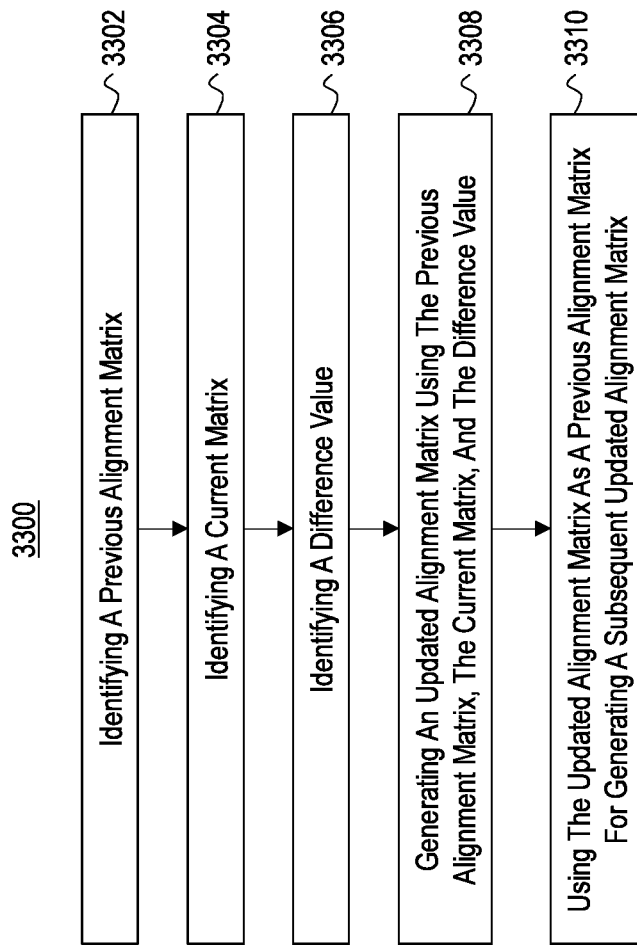 3300
Identifying A Previous Alignment Matrix
3302
Identifying A Current Matrix
3304
Identifying A Difference Value
3306
Generating An Updated Alignment Matrix Using The Previous
Alignment Matrix, The Current Matrix, And The Difference Value
3308
Using The Updated Alignment Matrix As A Previous Alignment Matrix
For Generating A Subsequent Updated Alignment Matrix
3310